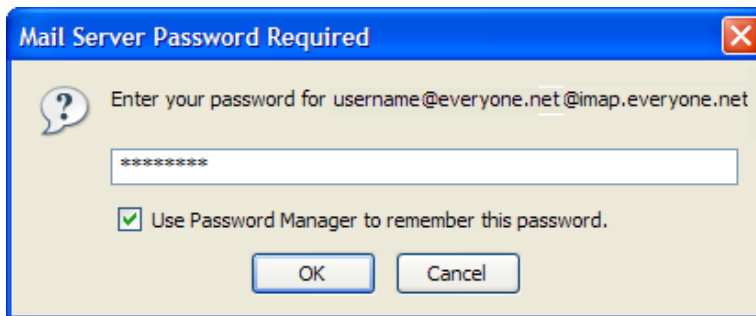 Mail Server Password Required
Enter your password for username@everyone.net@imap.everyone.net
********
Use Password Manager to remember this password.
OK Cancel